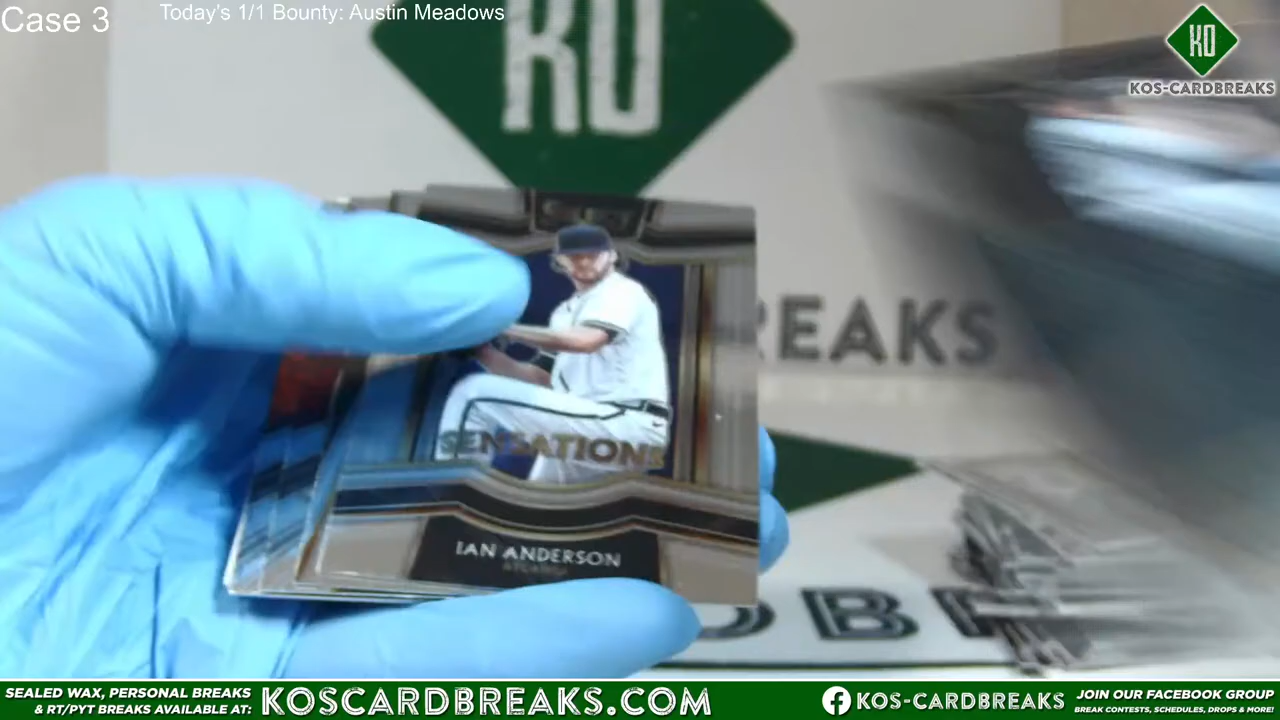 Case 3
Today's 1/1 Bounty: Austin Meadows
KO
KO
KOS-CARDBREAKS
REAKS
SENSATIONS
IAN ANDERSON
SEALED WAX, PERSONAL BREAKS
& RT/PYT BREAKS AVAILABLE AT:
KOSCARDBREAKS.COM
KOS-CARDBREAKS
JOIN OUR FACEBOOK GROUP
BREAK CONTESTS, SCHEDULES, DROPS & MORE!